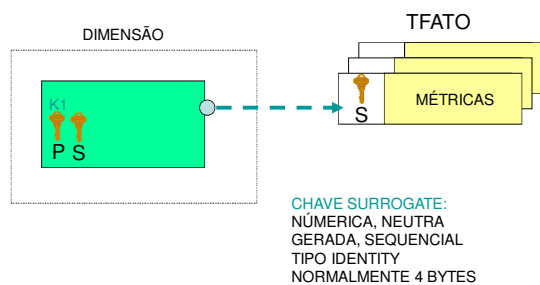 TFATO
DIMENSÃO
K1
P S
S
MÉTRICAS
CHAVE SURROGATE:
NÚMERICA, NEUTRA
GERADA, SEQUENCIAL
TIPO IDENTITY
NORMALMENTE 4 BYTES